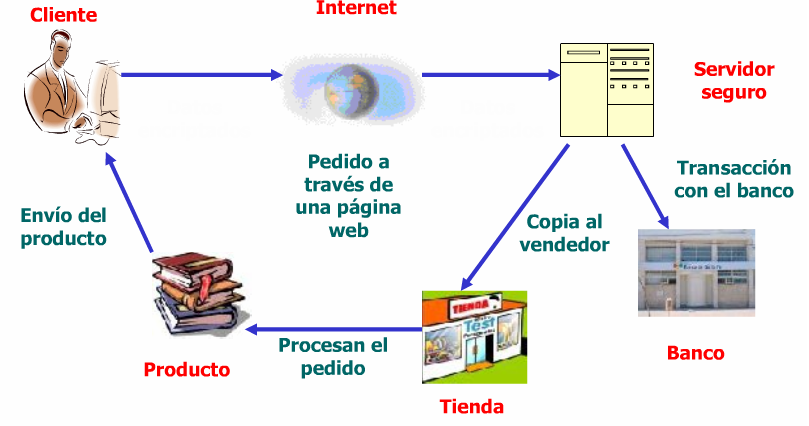 Cliente
Internet
Servidor
seguro
Pedido a
través de
una página
web
Transacción
con el banco
Envío del
producto
Copia al
vendedor
TIENDA
Test
Procesan el
pedido
Producto
Banco
Tienda